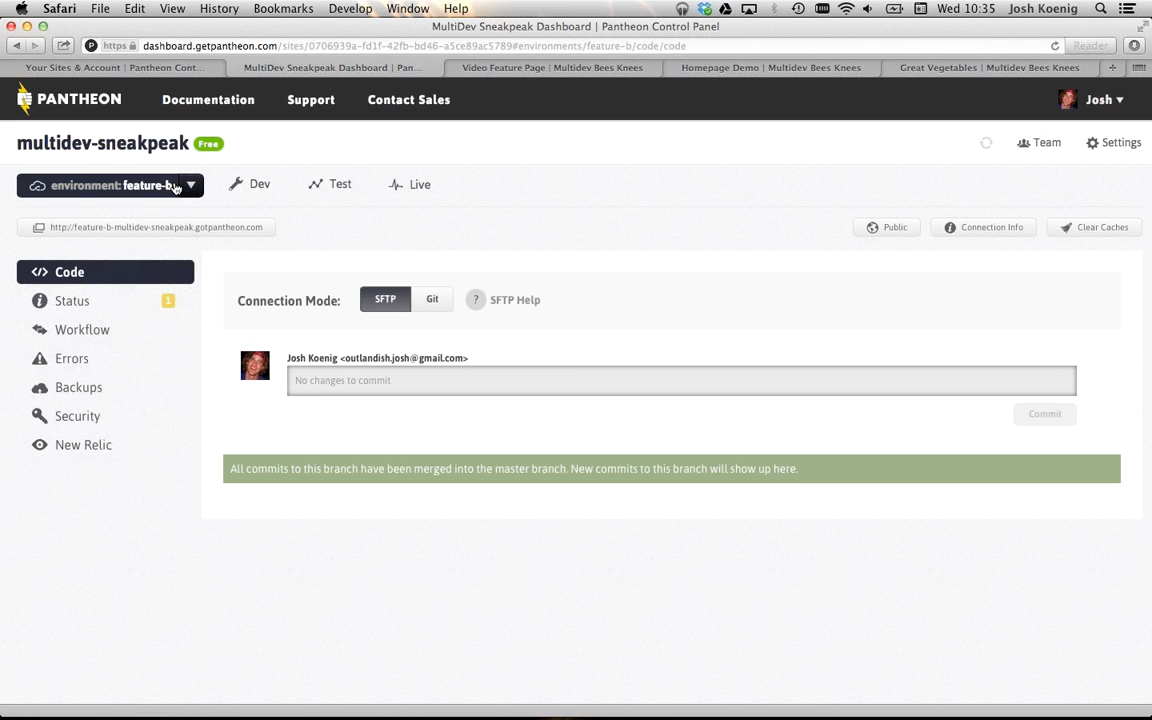 Safari File Edit View History Bookmarks Develop Window Help Wed 10:35 Josh Koenig
MultiDev Sneakpeak Dashboard | Pantheon Control Panel
https dashboard.getpantheon.com/sites/0706939a-fd1f-42fb-bd46-a5ce89ac5789#environments/feature-b/code/code Reader
Your Sites & Account | Pantheon Cont... MultiDev Sneakpeak Dashboard | Pan... Video Feature Page | Multidev Bees Knees Homepage Demo | Multidev Bees Knees Great Vegetables | Multidev Bees Knees
PANTHEON Documentation Support Contact Sales Josh
multidev-sneakpeak Free Team Settings
environment: feature-b Dev Test Live
http://feature-b-multidev-sneakpeak.gotpantheon.com Public Connection Info Clear Caches
Code
Status 1
Workflow
Errors
Backups
Security
New Relic
Connection Mode: SFTP Git ? SFTP Help
Josh Koenig <outlandish.josh@gmail.com>
No changes to commit
Commit
All commits to this branch have been merged into the master branch. New commits to this branch will show up here.